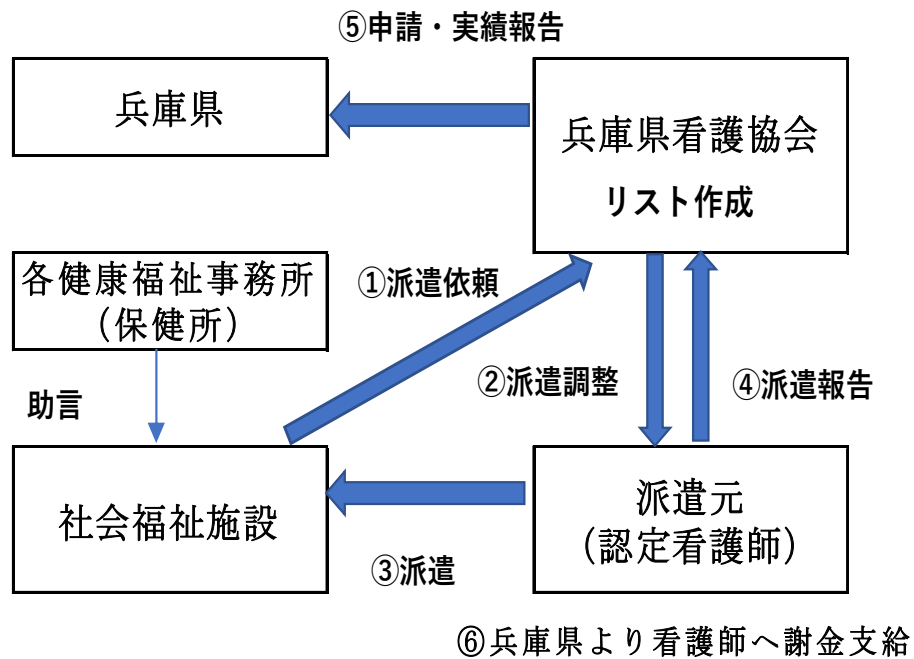 ⑤申請・実績報告
兵庫県
兵庫県看護協会
リスト作成
各健康福祉事務所
（保健所）
①派遣依頼
②派遣調整
④派遣報告
助言
社会福祉施設
派遣元
（認定看護師）
③派遣
⑥兵庫県より看護師へ謝金支給